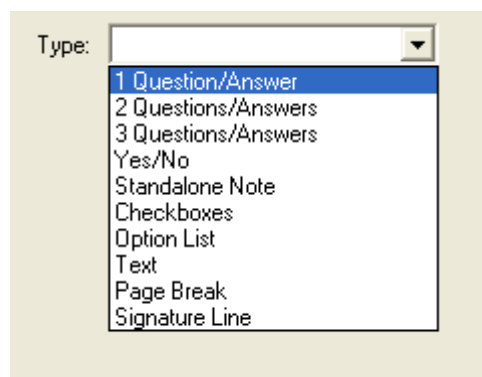 Type:
1 Question/Answer
2 Questions/Answers
3 Questions/Answers
Yes/No
Standalone Note
Checkboxes
Option List
Text
Page Break
Signature Line